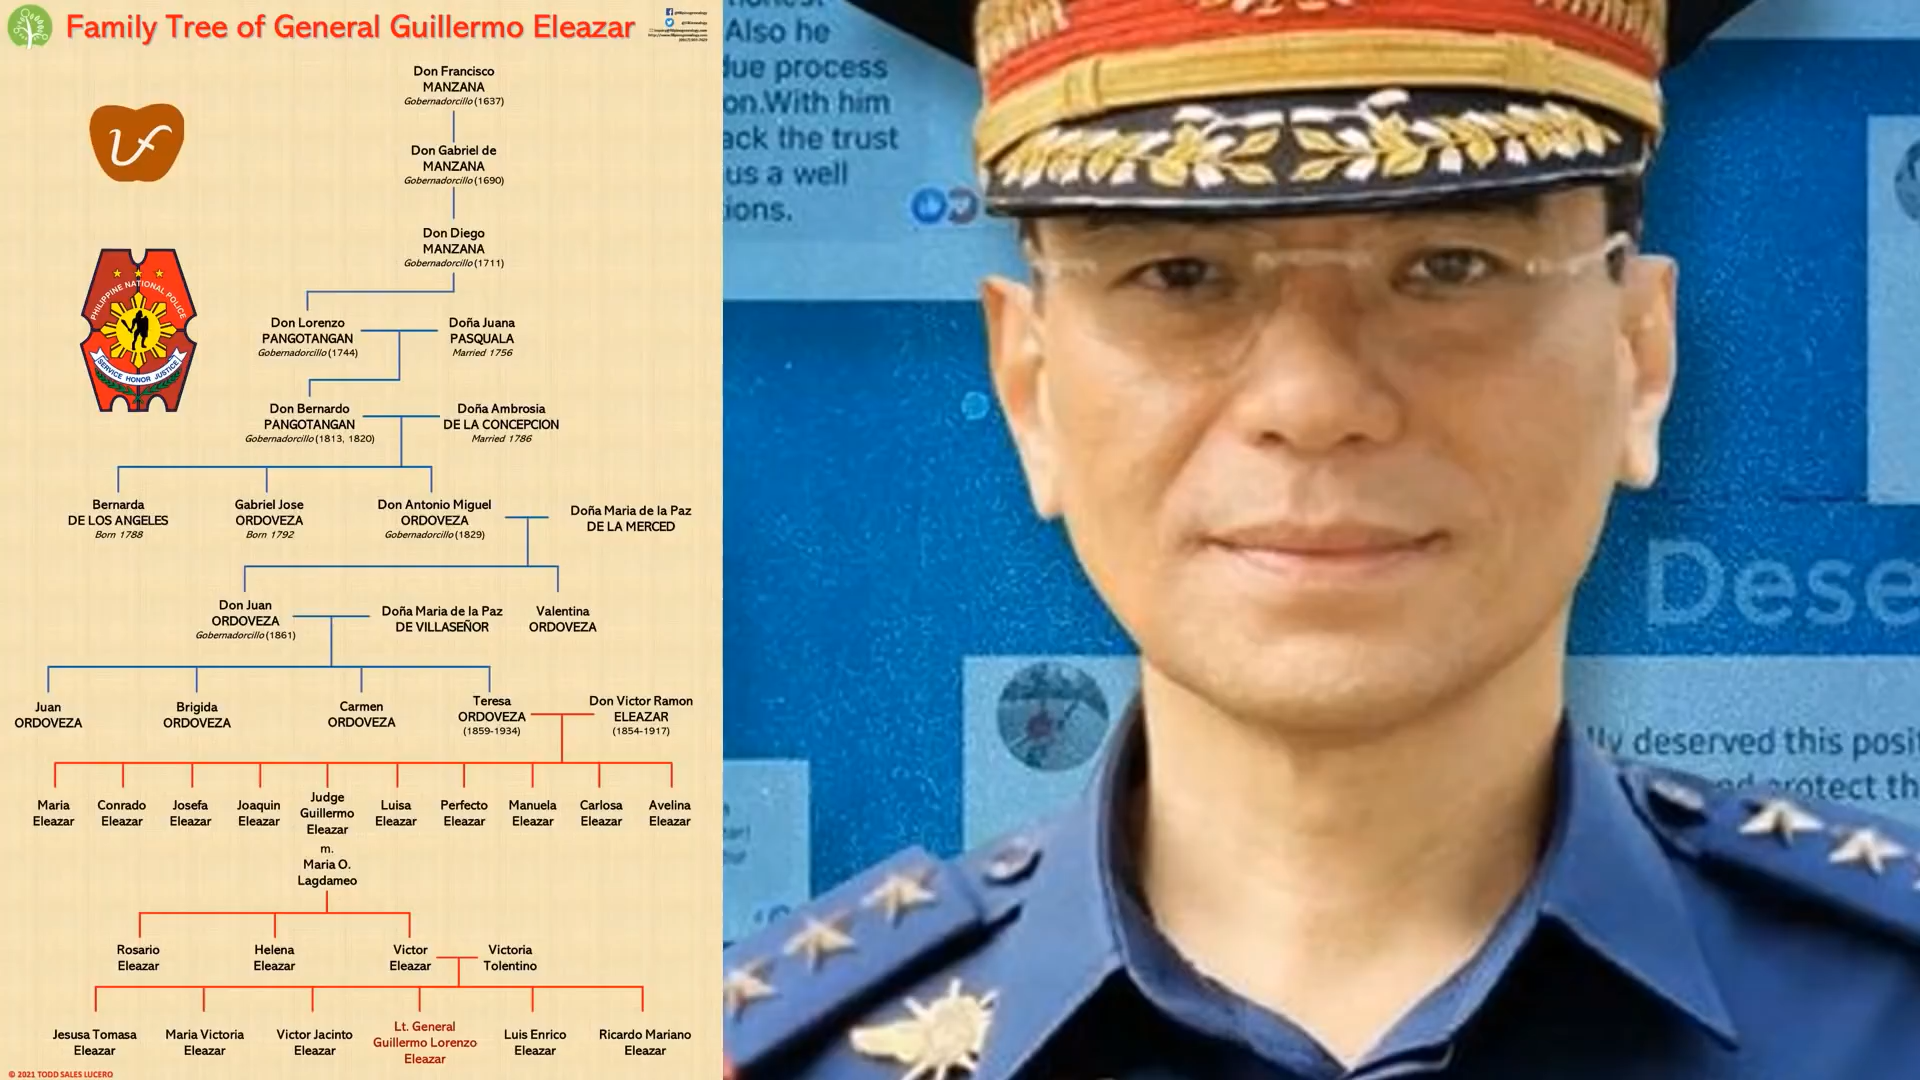 Family Tree of General Guillermo Eleazar
Don Francisco
MANZANA
Gobernadorcillo (1637)
Don Gabriel de
MANZANA
Gobernadorcillo (1690)
Don Diego
MANZANA
Gobernadorcillo (1711)
PHILIPPINE NATIONAL POLICE
SERVICE HONOR JUSTICE
Don Lorenzo
PANGOTANGAN
Gobernadorcillo (1744)
Doña Juana
PASQUALA
Married 1756
Don Bernardo
PANGOTANGAN
Gobernadorcillo (1813, 1820)
Doña Ambrosia
DE LA CONCEPCION
Married 1786
Bernarda
DE LOS ANGELES
Born 1788
Gabriel Jose
ORDOVEZA
Born 1792
Don Antonio Miguel
ORDOVEZA
Gobernadorcillo (1829)
Doña Maria de la Paz
DE LA MERCED
Don Juan
ORDOVEZA
Gobernadorcillo (1861)
Doña Maria de la Paz
DE VILLASEÑOR
Valentina
ORDOVEZA
Juan
ORDOVEZA
Brigida
ORDOVEZA
Carmen
ORDOVEZA
Teresa
ORDOVEZA
(1859-1934)
Don Victor Ramon
ELEAZAR
(1854-1917)
Maria
Eleazar
Conrado
Eleazar
Josefa
Eleazar
Joaquin
Eleazar
Judge
Guillermo
Eleazar
m.
Maria O.
Lagdameo
Luisa
Eleazar
Perfecto
Eleazar
Manuela
Eleazar
Carlosa
Eleazar
Avelina
Eleazar
Rosario
Eleazar
Helena
Eleazar
Victor
Eleazar
Victoria
Tolentino
Jesusa Tomasa
Eleazar
Maria Victoria
Eleazar
Victor Jacinto
Eleazar
Lt. General
Guillermo Lorenzo
Eleazar
Luis Enrico
Eleazar
Ricardo Mariano
Eleazar
© 2021 TODD SALES LUCERO
Also he
due process
on.With him
ack the trust
us a well
ions.
Dese
lly deserved this posit
nd protect th